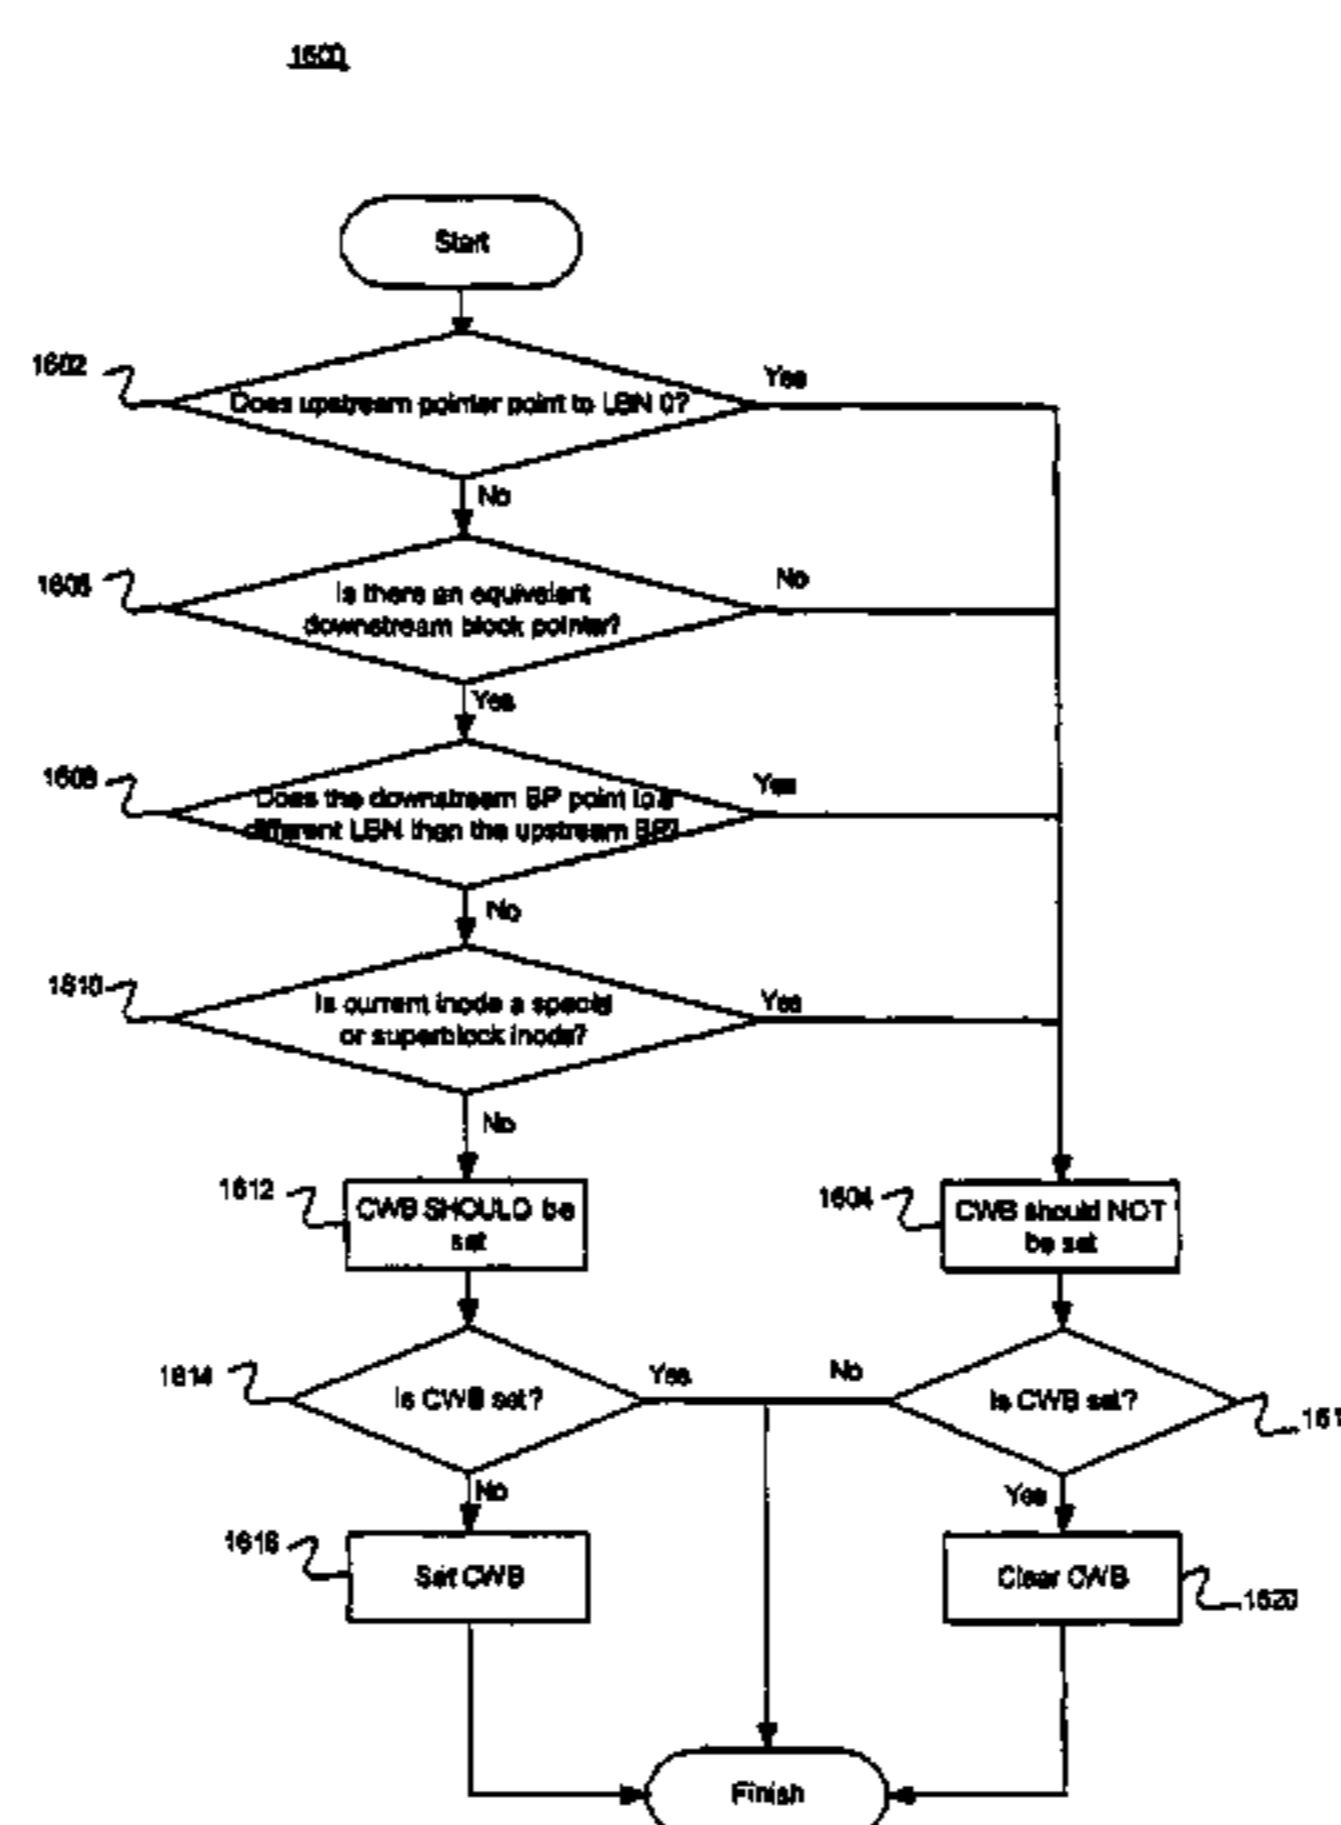 1600
Start
1602
Does upstream pointer point to LBN 0?
Yes
No
1606
Is there an equivalent
downstream block pointer?
No
Yes
1608
Does the downstream BP point to a
different LBN than the upstream BP?
Yes
No
1610
Is current inode a special
or superblock inode?
Yes
No
1612
CWB SHOULD be
set
1604
CWB should NOT
be set
1614
Is CWB set?
Yes
No
Is CWB set?
No
Yes
1616
Set CWB
Clear CWB
1620
Finish